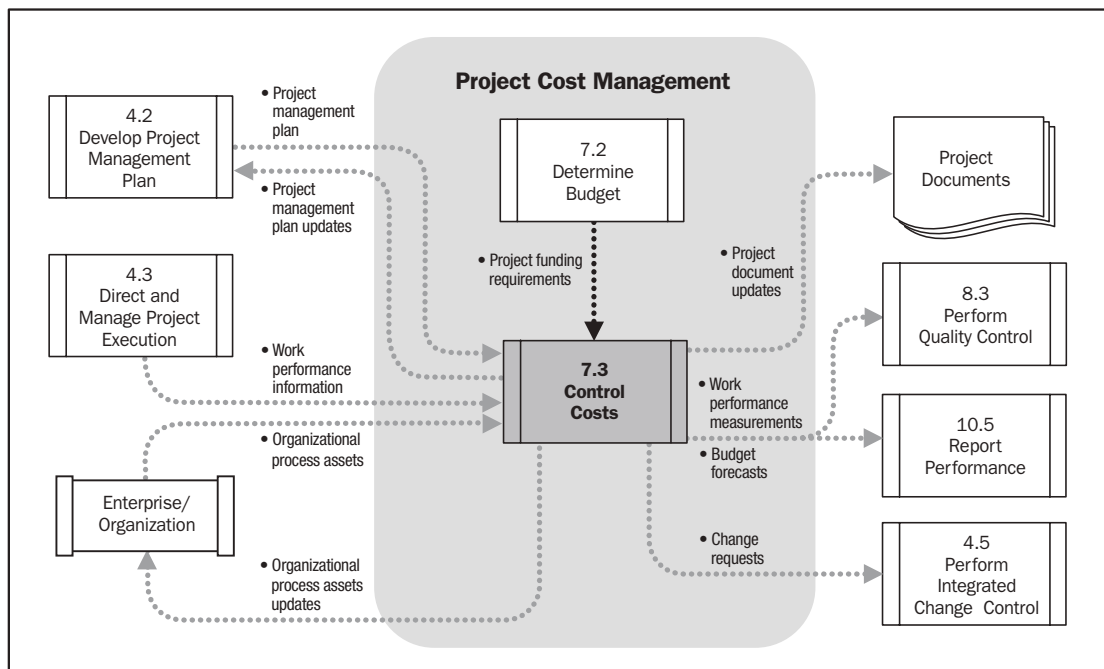 Project Cost Management
4.2
Develop Project
Management
Plan
• Project
management
plan
• Project
management
plan updates
7.2
Determine
Budget
Project
Documents
• Project funding
requirements
• Project
document
updates
4.3
Direct and
Manage Project
Execution
• Work
performance
information
7.3
Control
Costs
8.3
Perform
Quality Control
• Work
performance
measurements
• Budget
forecasts
10.5
Report
Performance
• Organizational
process assets
Enterprise/
Organization
• Organizational
process assets
updates
• Change
requests
4.5
Perform
Integrated
Change Control